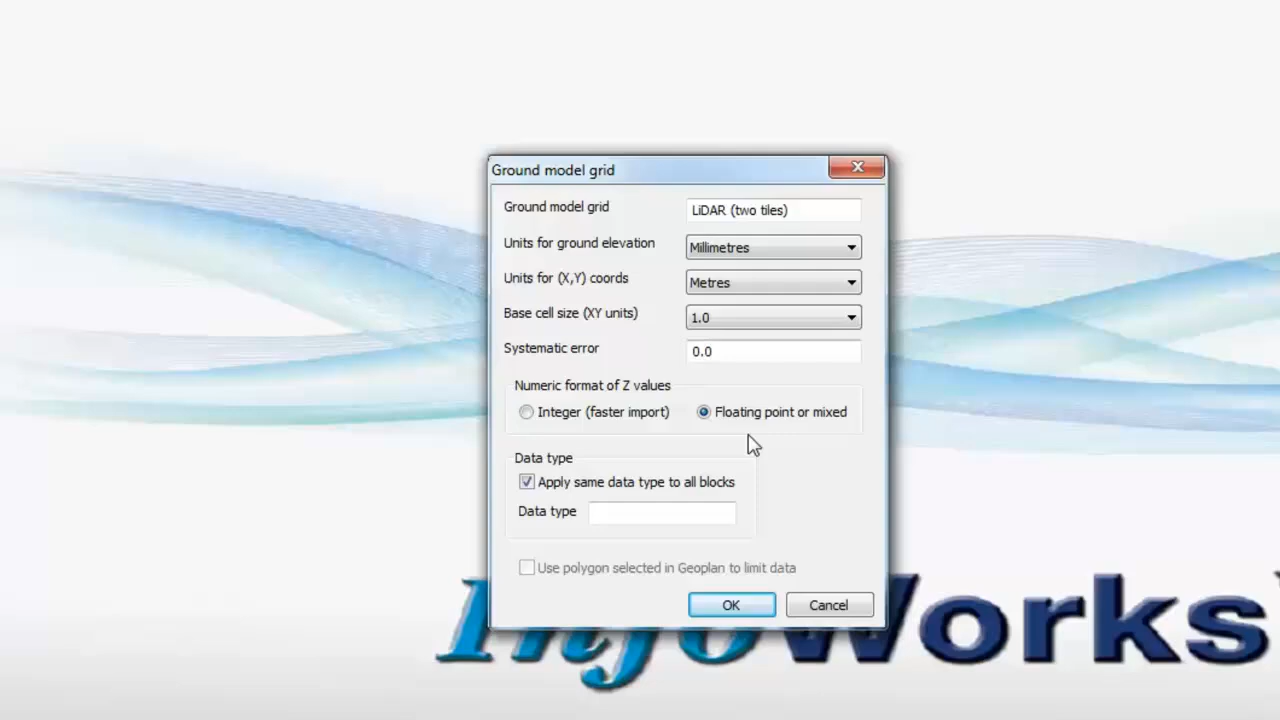 Ground model grid
Ground model grid LiDAR (two tiles)
Units for ground elevation Millimetres
Units for (X,Y) coords Metres
Base cell size (XY units) 1.0
Systematic error 0.0
Numeric format of Z values
Integer (faster import) Floating point or mixed
Data type
Apply same data type to all blocks
Data type
Use polygon selected in Geoplan to limit data
OK Cancel
InfoWorks